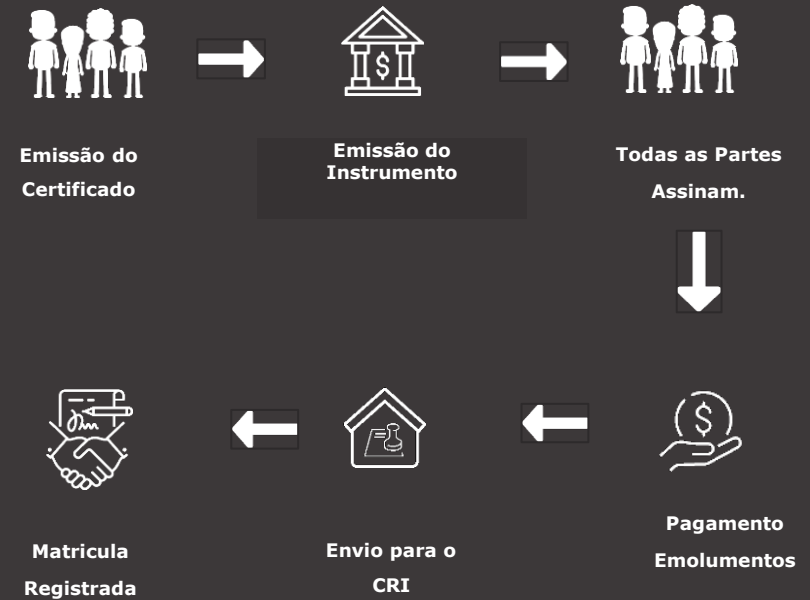 Emissão do
Certificado
Emissão do
Instrumento
Todas as Partes
Assinam.
Pagamento
Emolumentos
Envio para o
CRI
Matricula
Registrada